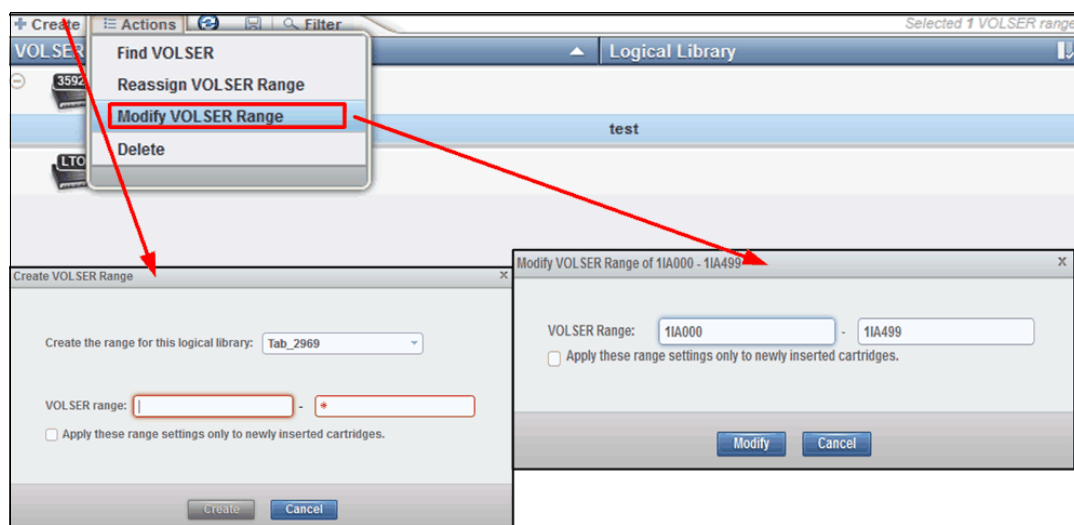 Create Actions Filter Selected 1 VOLSER range
VOLSER Logical Library
Find VOLSER
3592
Reassign VOLSER Range
Modify VOLSER Range
test
Delete
LTO
Create VOLSER Range x
Create the range for this logical library: Tab_2969
VOLSER range: - *
Apply these range settings only to newly inserted cartridges.
Create Cancel
Modify VOLSER Range of 1IA000 - 1IA499 x
VOLSER Range: 1IA000 - 1IA499
Apply these range settings only to newly inserted cartridges.
Modify Cancel